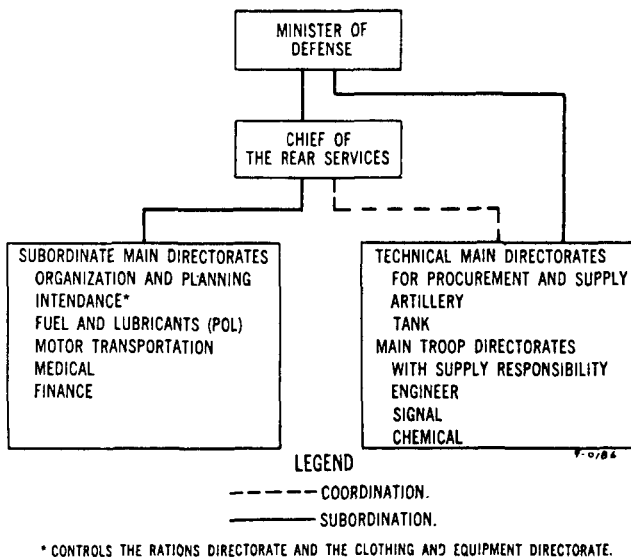 MINISTER OF
DEFENSE
CHIEF OF
THE REAR SERVICES
SUBORDINATE MAIN DIRECTORATES
ORGANIZATION AND PLANNING
INTENDANCE*
FUEL AND LUBRICANTS (POL)
MOTOR TRANSPORTATION
MEDICAL
FINANCE
TECHNICAL MAIN DIRECTORATES
FOR PROCUREMENT AND SUPPLY
ARTILLERY
TANK
MAIN TROOP DIRECTORATES
WITH SUPPLY RESPONSIBILITY
ENGINEER
SIGNAL
CHEMICAL
LEGEND
COORDINATION.
SUBORDINATION.
* CONTROLS THE RATIONS DIRECTORATE AND THE CLOTHING AND EQUIPMENT DIRECTORATE.